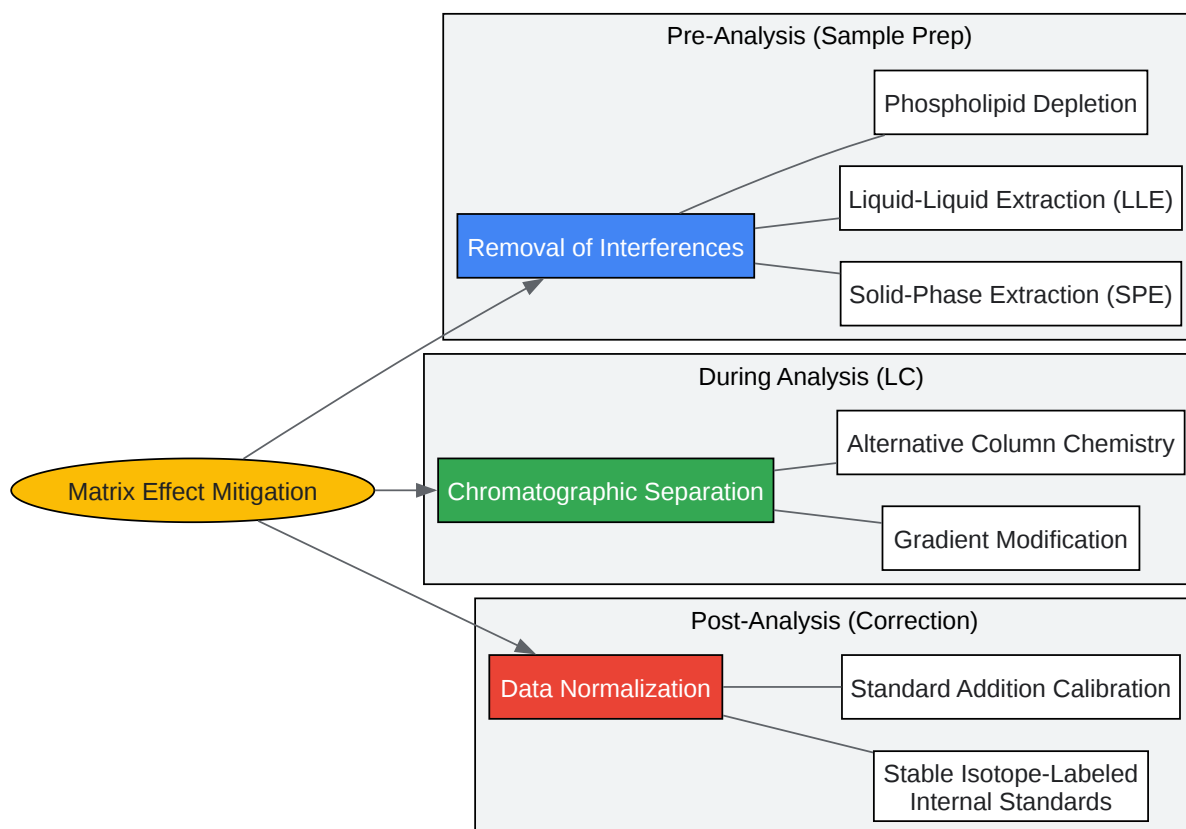 Pre-Analysis (Sample Prep)
Phospholipid Depletion
Liquid-Liquid Extraction (LLE)
Removal of Interferences
Solid-Phase Extraction (SPE)
During Analysis (LC)
Alternative Column Chemistry
Matrix Effect Mitigation
Chromatographic Separation
Gradient Modification
Post-Analysis (Correction)
Data Normalization
Standard Addition Calibration
Stable Isotope-Labeled
Internal Standards